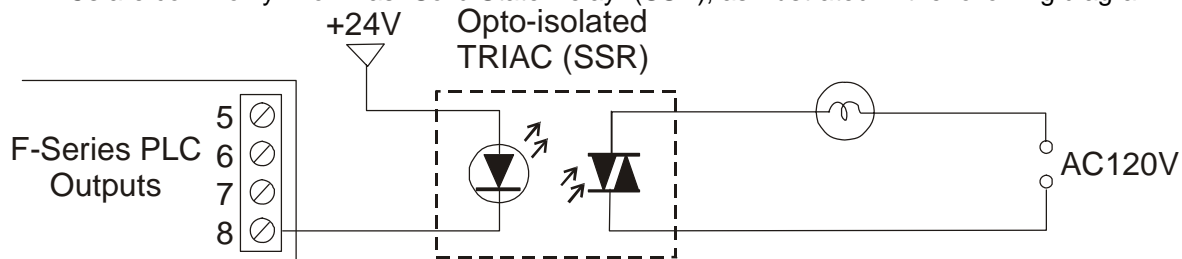 +24V
Opto-isolated
TRIAC (SSR)
F-Series PLC
Outputs
5
6
7
8
AC120V